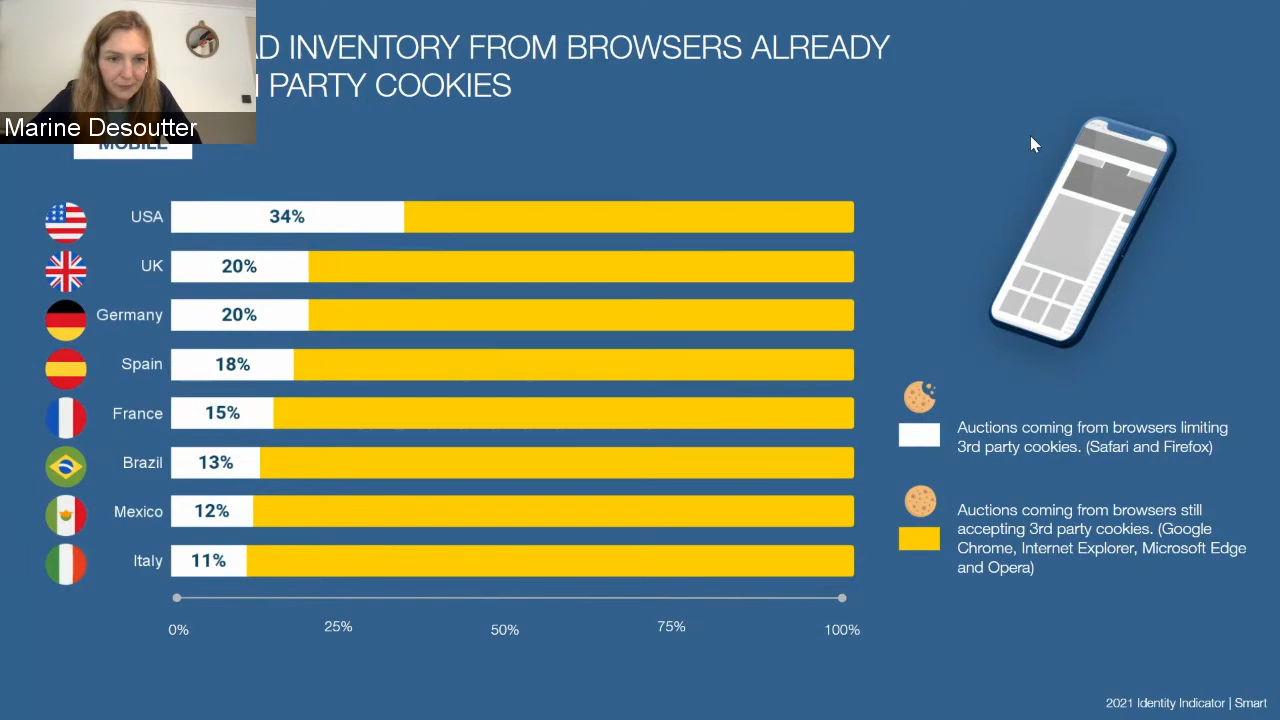 AD INVENTORY FROM BROWSERS ALREADY
PARTY COOKIES
Marine Desoutter
MOBILE
USA 34%
UK 20%
Germany 20%
Spain 18%
France 15%
Brazil 13%
Mexico 12%
Italy 11%
0% 25% 50% 75% 100%
Auctions coming from browsers limiting
3rd party cookies. (Safari and Firefox)
Auctions coming from browsers still
accepting 3rd party cookies. (Google
Chrome, Internet Explorer, Microsoft Edge
and Opera)
2021 Identity Indicator | Smart